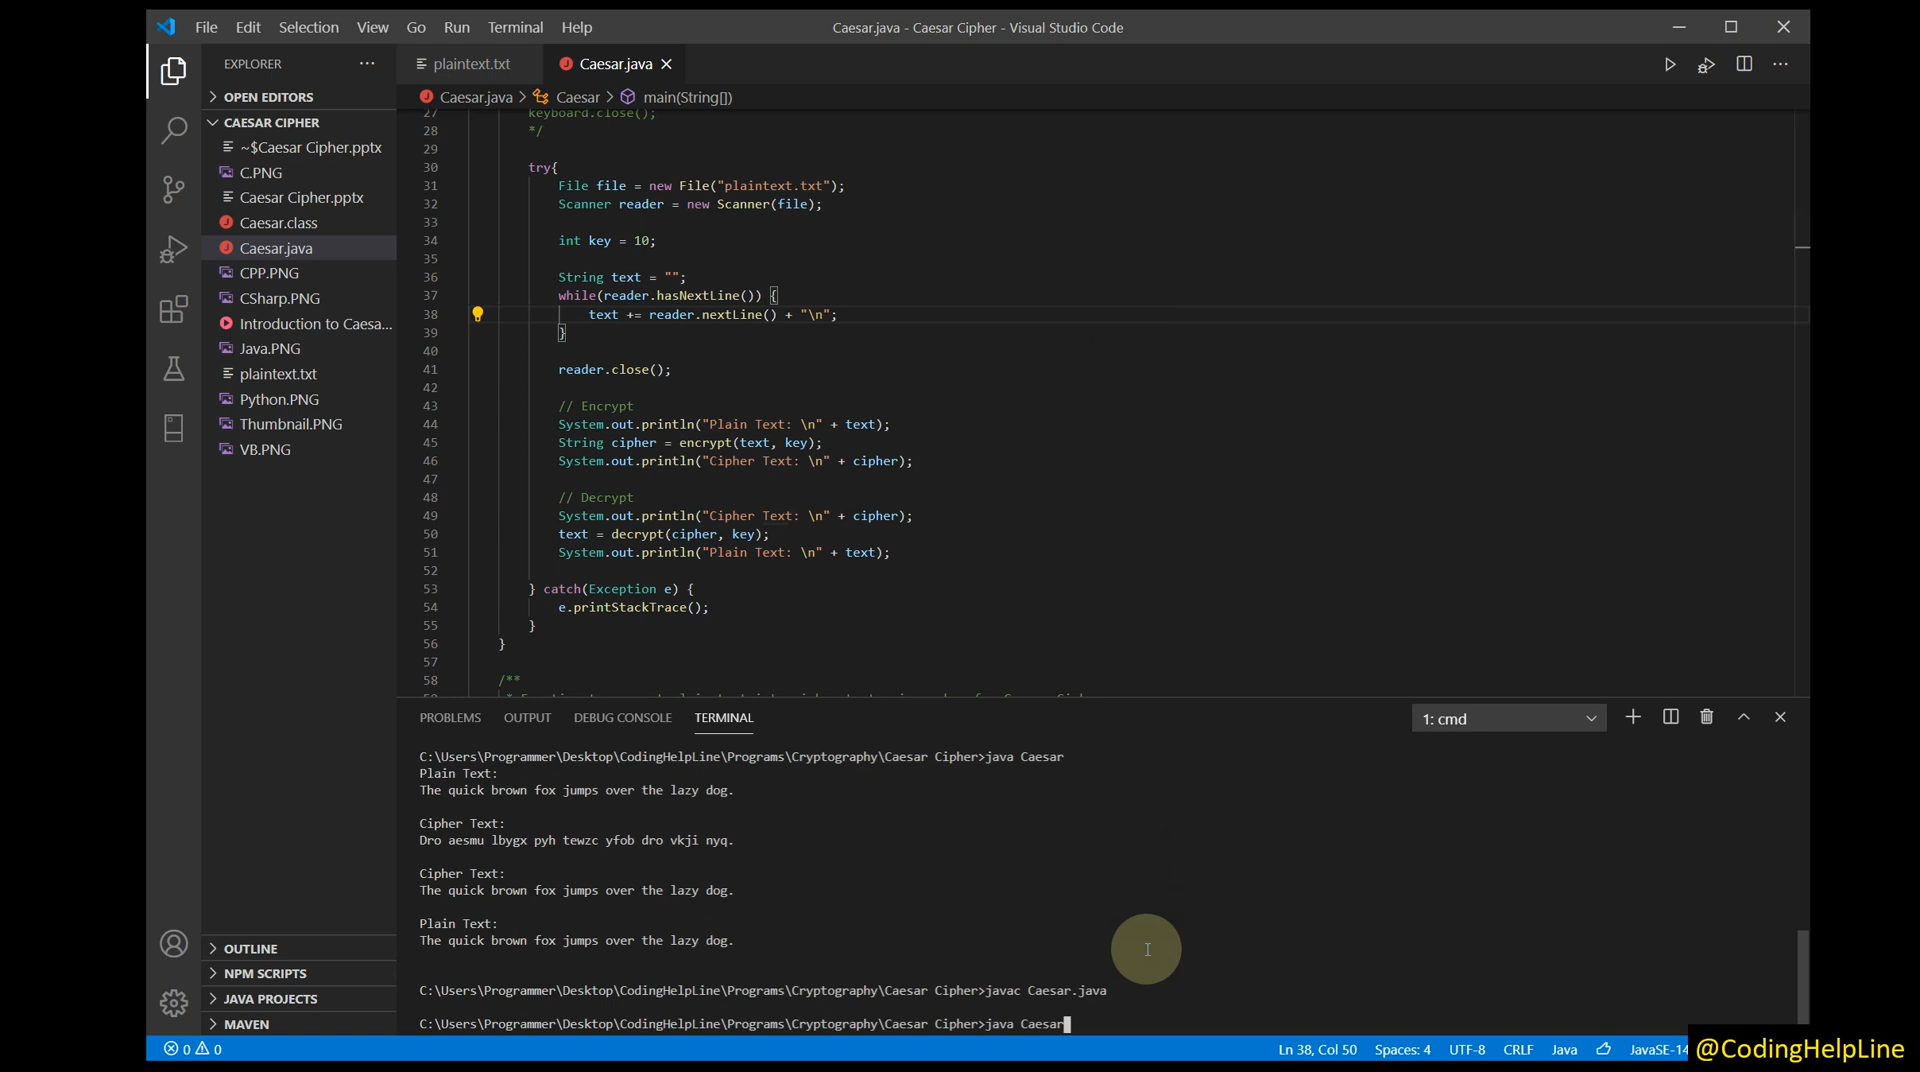 File Edit Selection View Go Run Terminal Help
Caesar.java - Caesar Cipher - Visual Studio Code
EXPLORER ...
plaintext.txt
Caesar.java
OPEN EDITORS
Caesar.java > Caesar > main(String[])
CAESAR CIPHER
~$Caesar Cipher.pptx
C.PNG
Caesar Cipher.pptx
Caesar.class
Caesar.java
CPP.PNG
CSharp.PNG
Introduction to Caesa...
Java.PNG
plaintext.txt
Python.PNG
Thumbnail.PNG
VB.PNG
OUTLINE
NPM SCRIPTS
JAVA PROJECTS
MAVEN
27 keyboard.close();
28 */
29
30 try{
31 File file = new File("plaintext.txt");
32 Scanner reader = new Scanner(file);
33
34 int key = 10;
35
36 String text = "";
37 while(reader.hasNextLine()) {
38 text += reader.nextLine() + "\n";
39 }
40
41 reader.close();
42
43 // Encrypt
44 System.out.println("Plain Text: \n" + text);
45 String cipher = encrypt(text, key);
46 System.out.println("Cipher Text: \n" + cipher);
47
48 // Decrypt
49 System.out.println("Cipher Text: \n" + cipher);
50 text = decrypt(cipher, key);
51 System.out.println("Plain Text: \n" + text);
52
53 } catch(Exception e) {
54 e.printStackTrace();
55 }
56 }
57
58 /**
PROBLEMS OUTPUT DEBUG CONSOLE TERMINAL
1: cmd
C:\Users\Programmer\Desktop\CodingHelpLine\Programs\Cryptography\Caesar Cipher>java Caesar
Plain Text:
The quick brown fox jumps over the lazy dog.
Cipher Text:
Dro aesmu lbygx pyh tewzc yfob dro vkji nyq.
Cipher Text:
The quick brown fox jumps over the lazy dog.
Plain Text:
The quick brown fox jumps over the lazy dog.
C:\Users\Programmer\Desktop\CodingHelpLine\Programs\Cryptography\Caesar Cipher>javac Caesar.java
C:\Users\Programmer\Desktop\CodingHelpLine\Programs\Cryptography\Caesar Cipher>java Caesar
0 0
Ln 38, Col 50 Spaces: 4 UTF-8 CRLF Java JavaSE-14
@CodingHelpLine